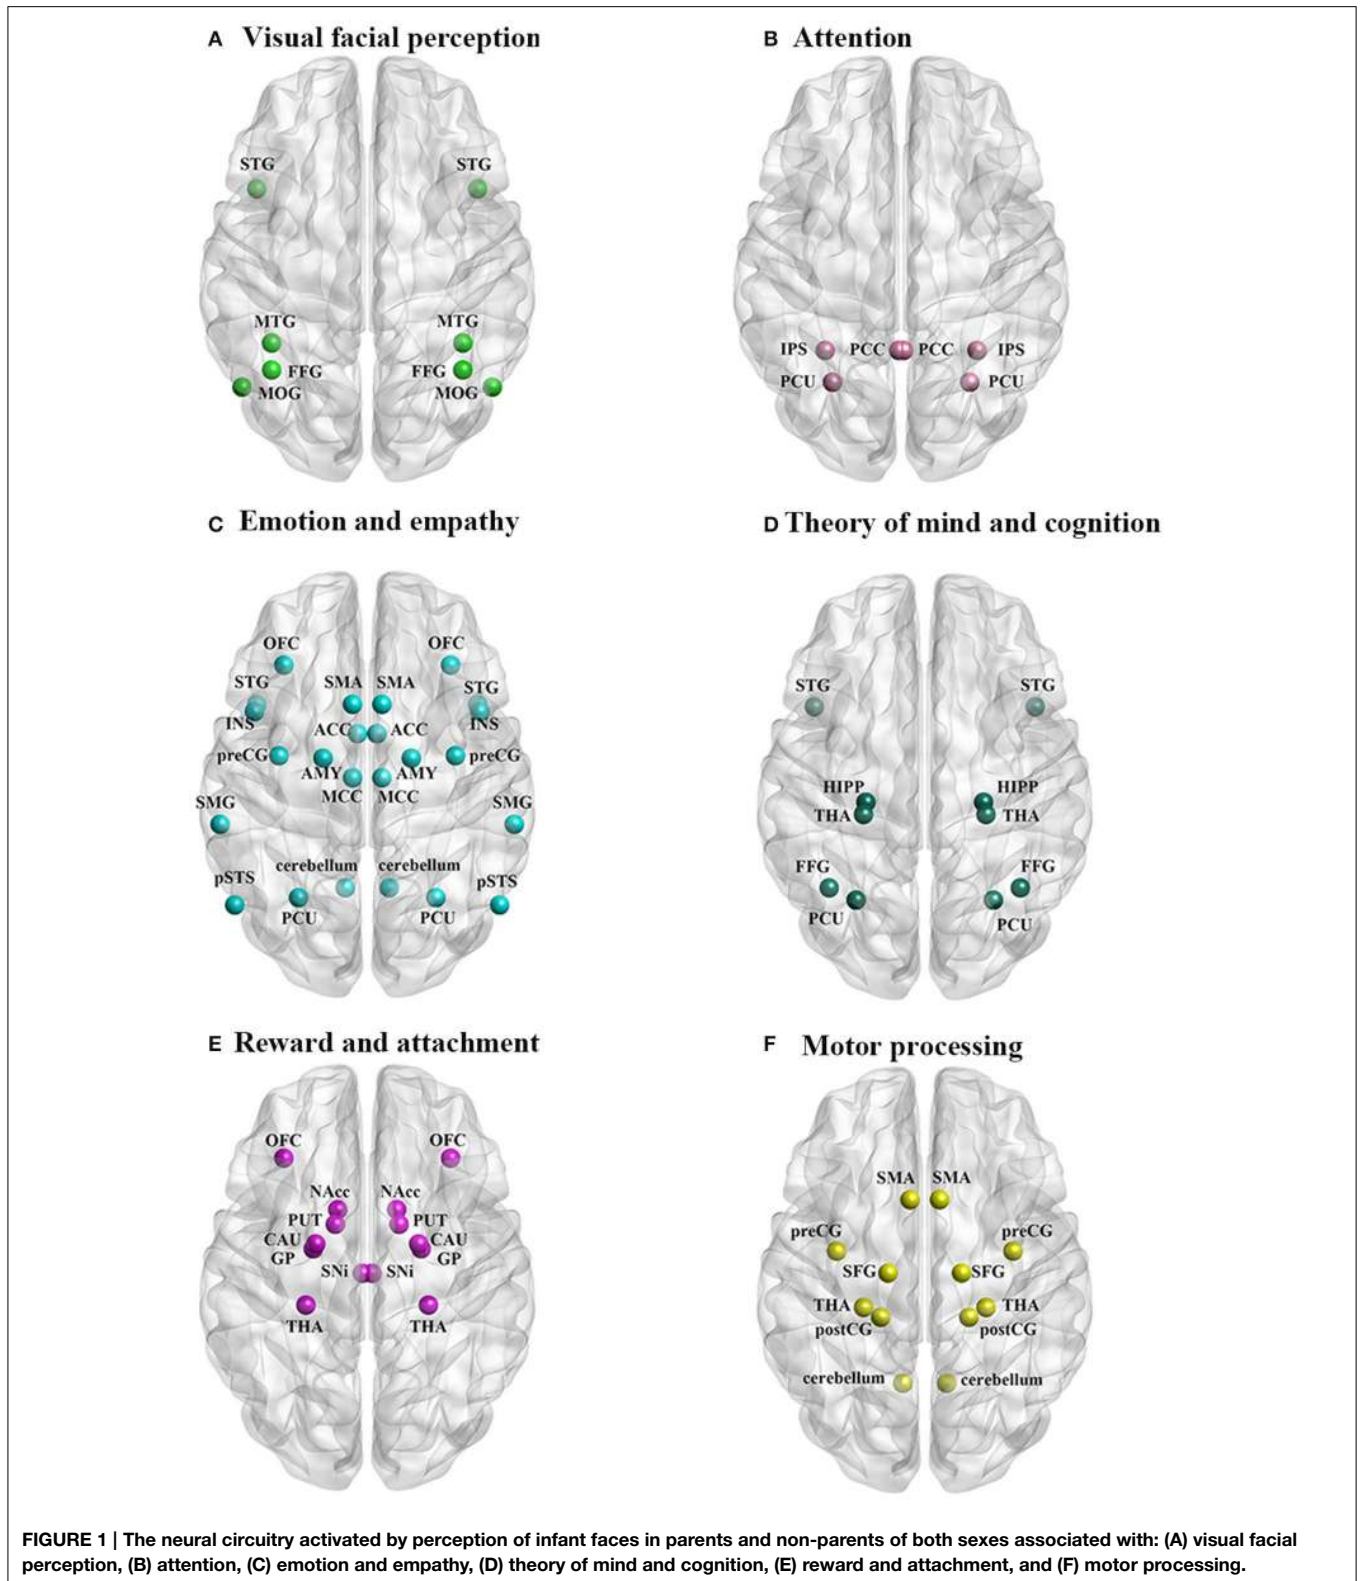 A Visual facial perception
B Attention
STG STG
MTG MTG
FFG FFG
MOG MOG
IPS PCC PCC IPS
PCU PCU
C Emotion and empathy
D Theory of mind and cognition
OFC OFC
STG SMA SMA STG
INS ACC ACC INS
preCG AMY AMY preCG
MCC MCC
SMG SMG
cerebellum cerebellum
pSTS pSTS
PCU PCU
STG STG
HIPP HIPP
THA THA
FFG FFG
PCU PCU
E Reward and attachment
F Motor processing
OFC OFC
NAcc NAcc
PUT PUT
CAU CAU
GP GP
SNi SNi
THA THA
SMA SMA
preCG preCG
SFG SFG
THA THA
postCG postCG
cerebellum cerebellum
FIGURE 1 | The neural circuitry activated by perception of infant faces in parents and non-parents of both sexes associated with: (A) visual facial
perception, (B) attention, (C) emotion and empathy, (D) theory of mind and cognition, (E) reward and attachment, and (F) motor processing.